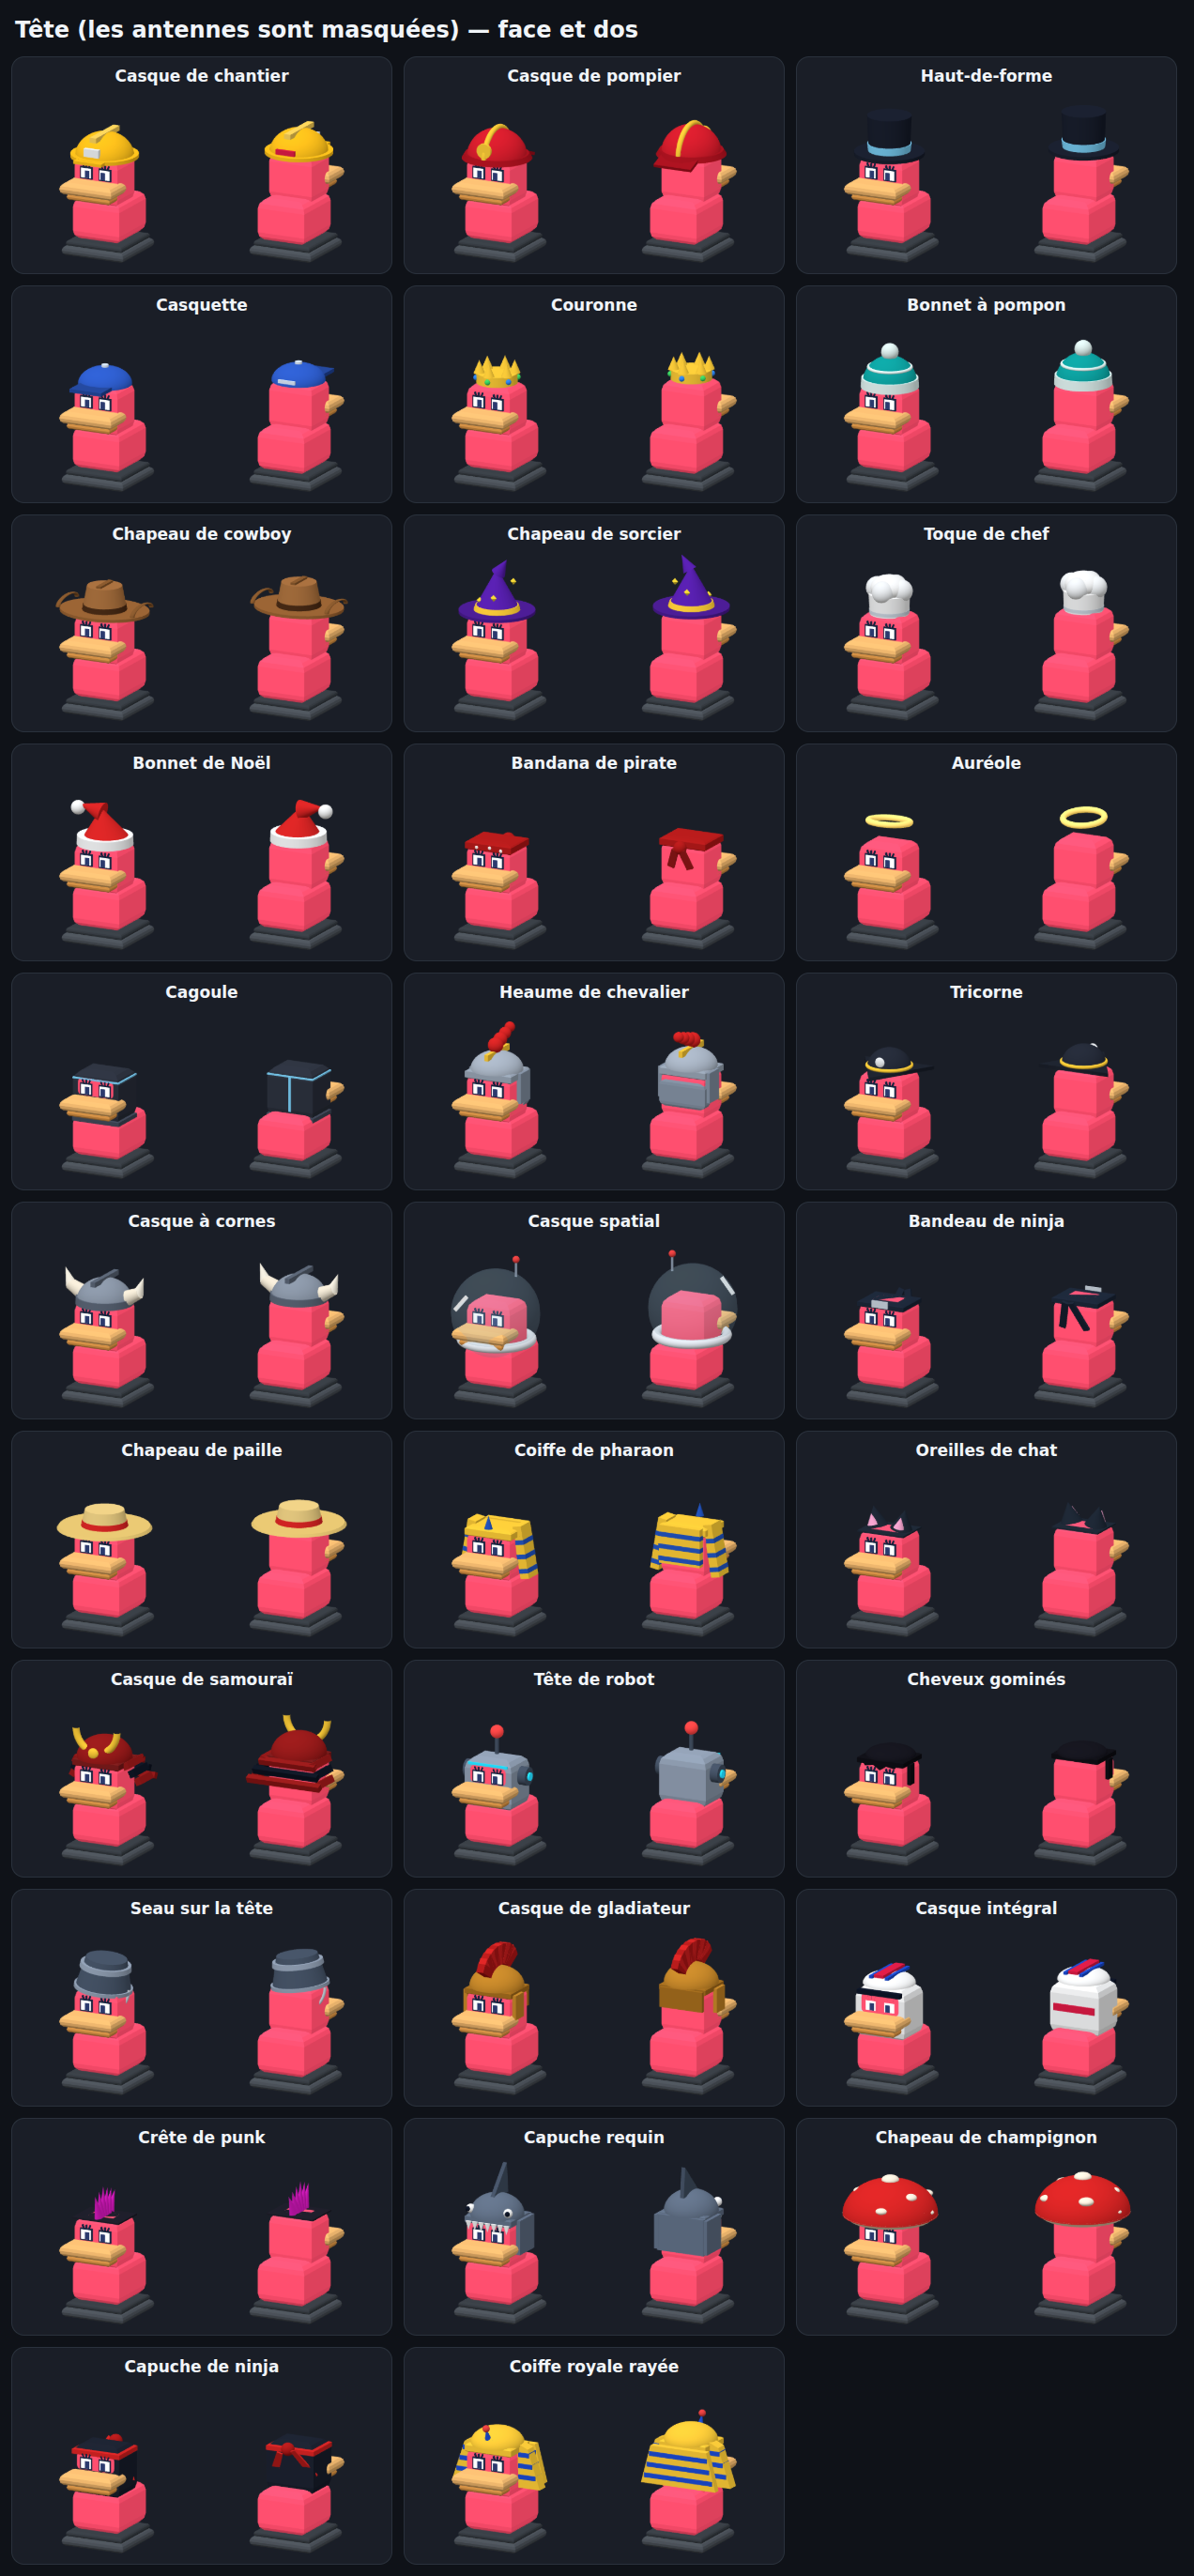 Tête (les antennes sont masquées) — face et dos
Casque de chantier
Casque de pompier
Haut-de-forme
Casquette
Couronne
Bonnet à pompon
Chapeau de cowboy
Chapeau de sorcier
Toque de chef
Bonnet de Noël
Bandana de pirate
Auréole
Cagoule
Heaume de chevalier
Tricorne
Casque à cornes
Casque spatial
Bandeau de ninja
Chapeau de paille
Coiffe de pharaon
Oreilles de chat
Casque de samouraï
Tête de robot
Cheveux gominés
Seau sur la tête
Casque de gladiateur
Casque intégral
Crête de punk
Capuche requin
Chapeau de champignon
Capuche de ninja
Coiffe royale rayée